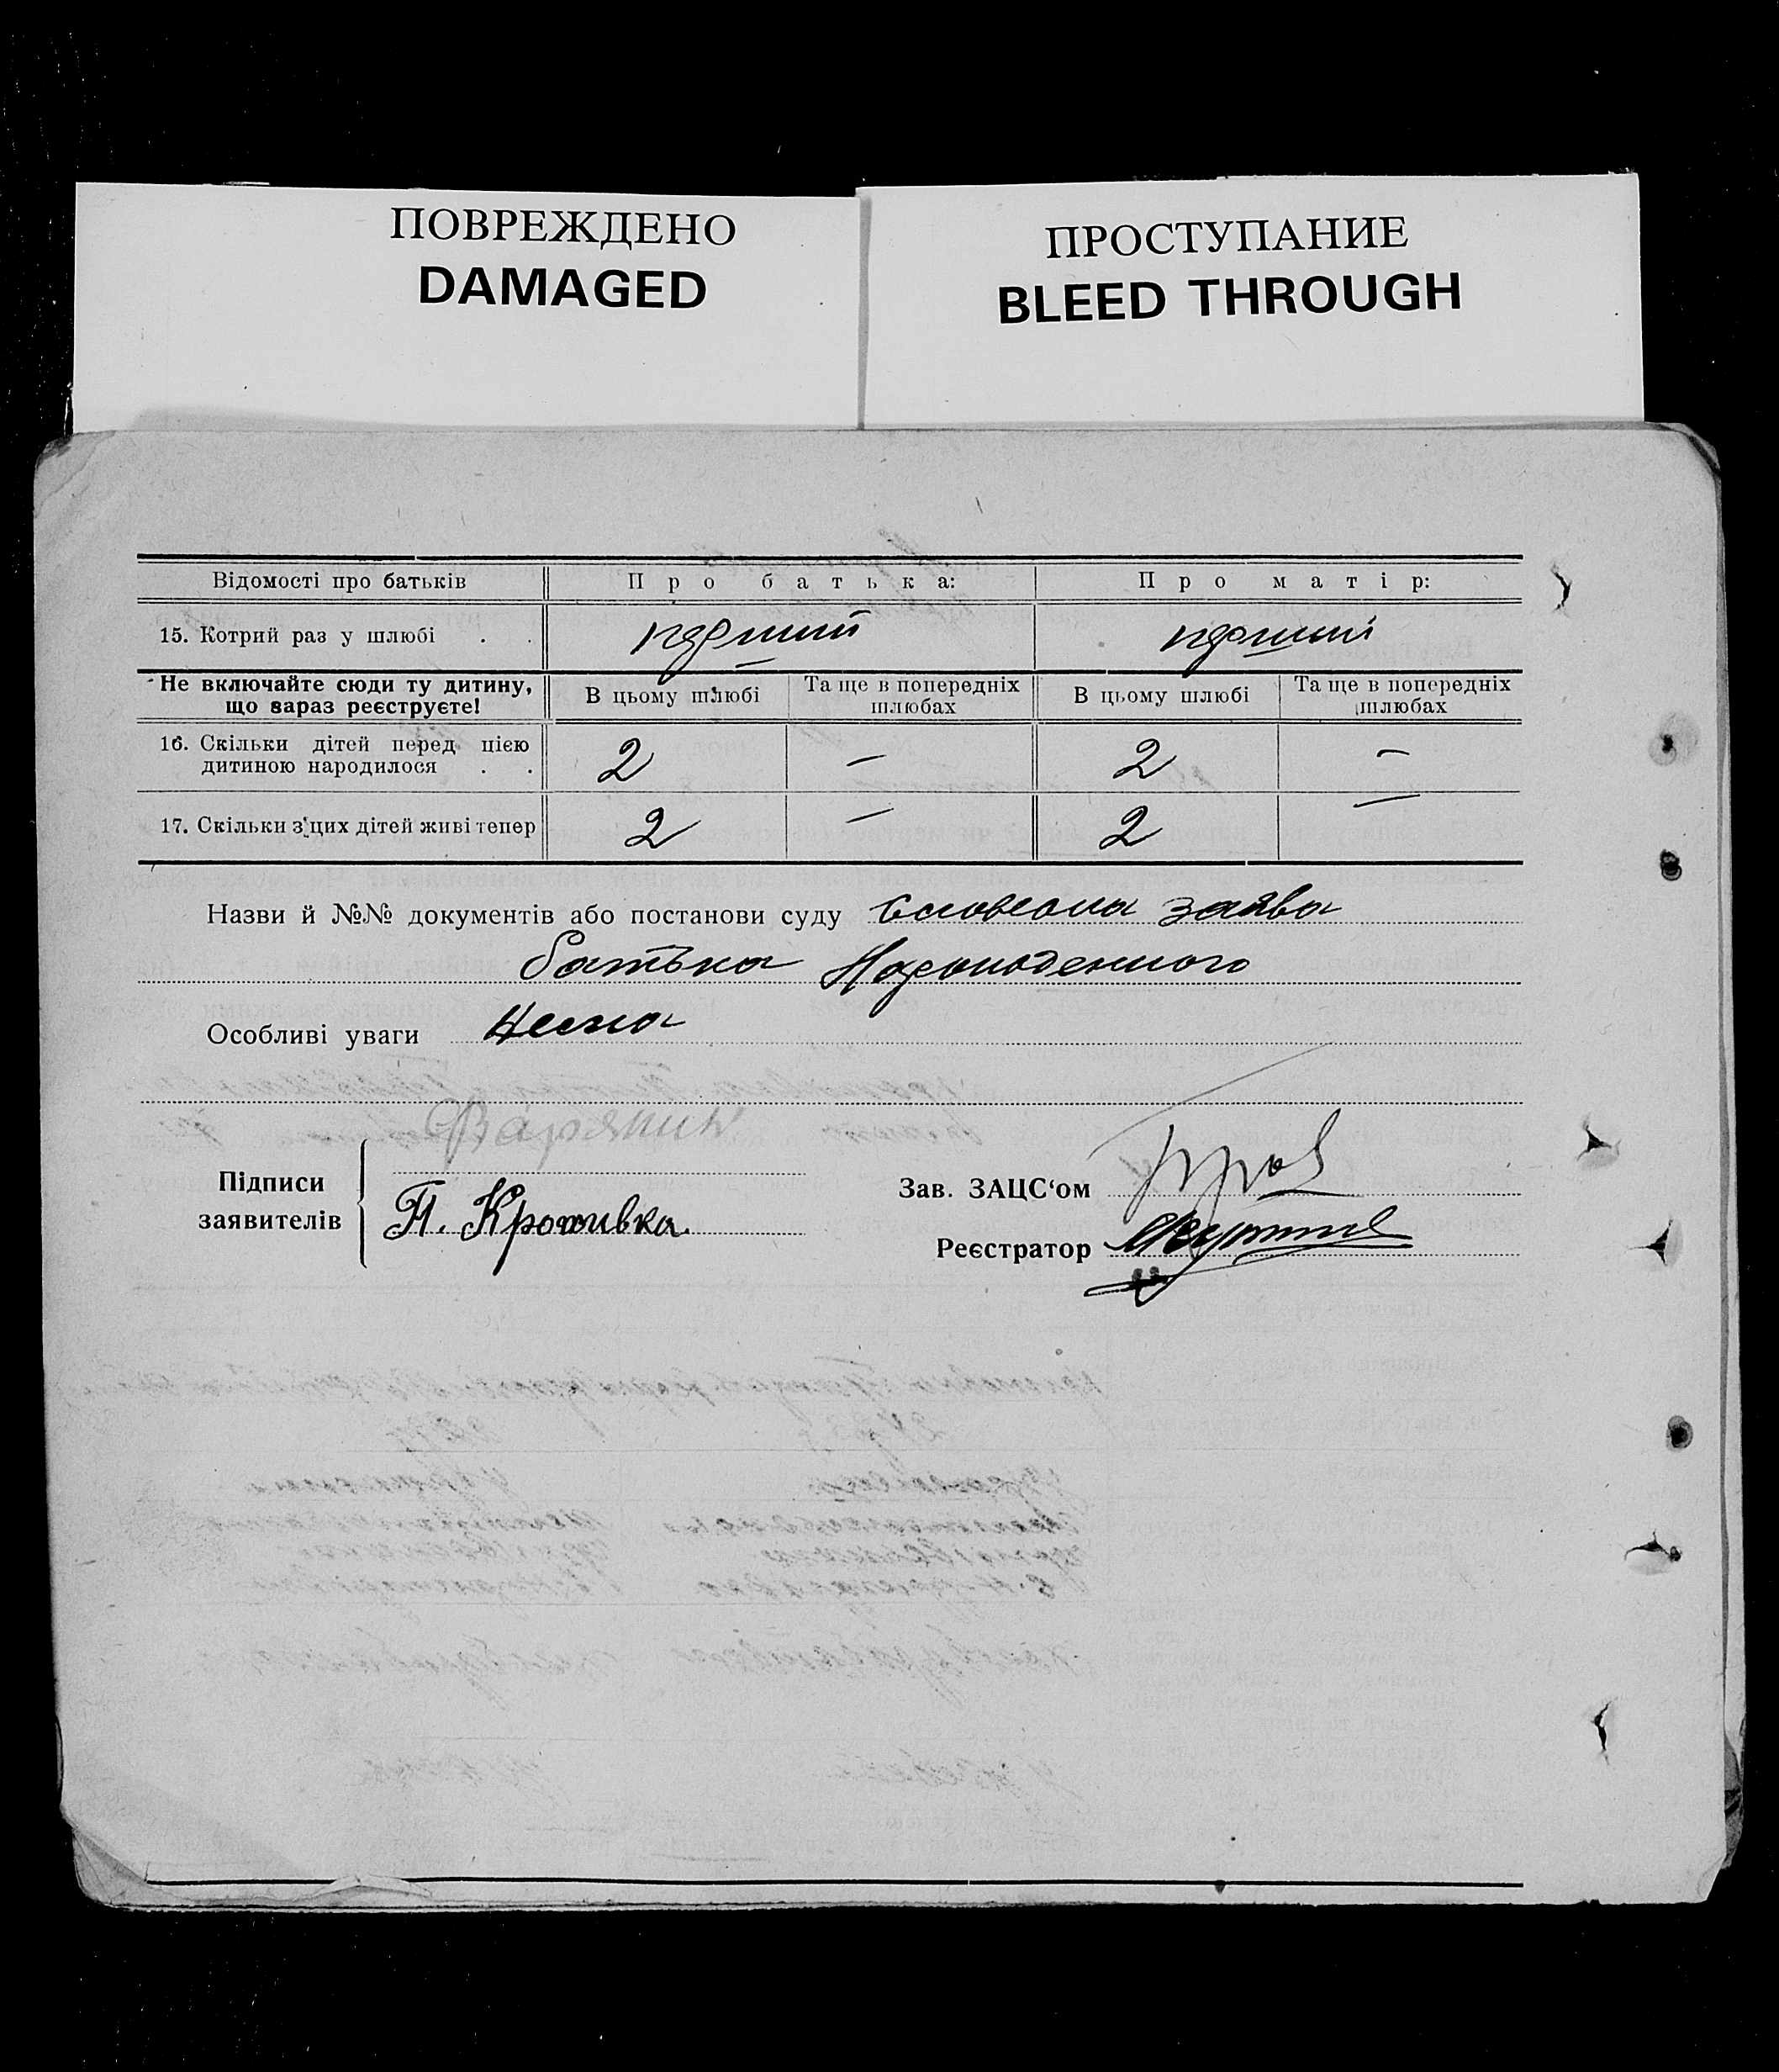 ПОВРЕЖДЕНО
DAMAGED
ПРОСТУПАНИЕ
BLEED THROUGH
Відомості про батьків Про батька: Про матір:
15. Котрий раз у шлюбі . . перший перший
Не включайте сюди ту дитину, що зараз реєструєте! В цьому шлюбі Та ще в попередніх шлюбах В цьому шлюбі Та ще в попередніх шлюбах
16. Скільки дітей перед цією дитиною народилося . . 2 — 2 —
17. Скільки з цих дітей живі тепер 2 — 2 —
Назви й №№ документів або постанови суду Словесна заява
батька Народженного
Особливі уваги Нема
Підписи заявителів
П. Кропивка
Зав. ЗАЦС‘ом
Реєстратор